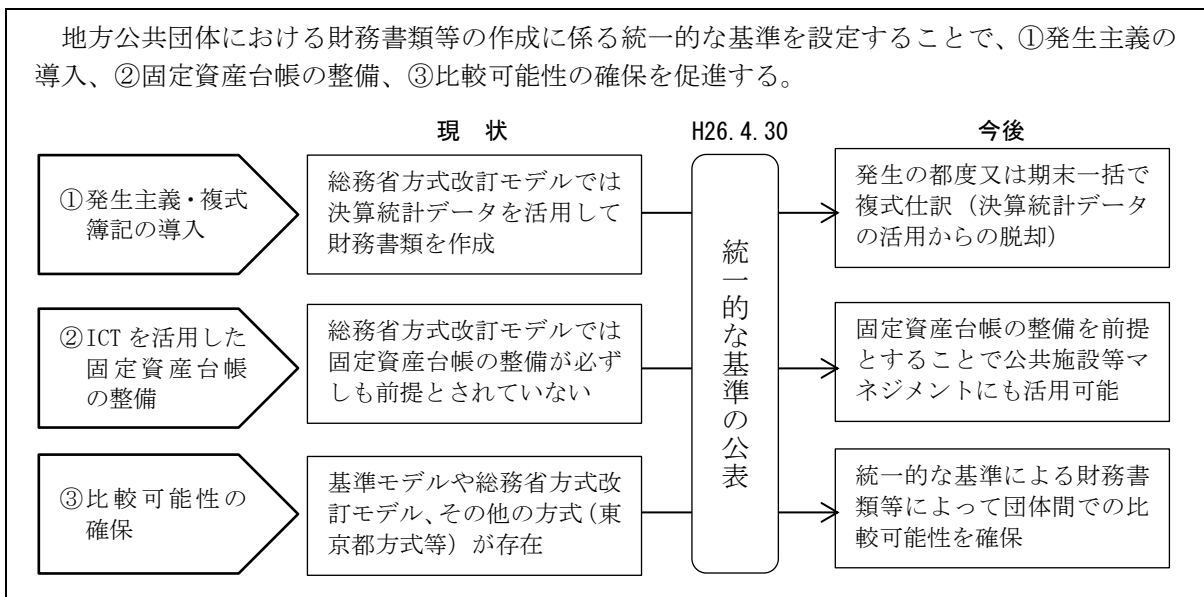 地方公共団体における財務書類等の作成に係る統一的な基準を設定することで、①発生主義の
導入、②固定資産台帳の整備、③比較可能性の確保を促進する。
現 状
H26.4.30
今後
①発生主義・複式
簿記の導入
総務省方式改訂モデルでは
決算統計データを活用して
財務書類を作成
統一的な基準の公表
発生の都度又は期末一括で
複式仕訳（決算統計データ
の活用からの脱却）
②ICTを活用した
固定資産台帳
の整備
総務省方式改訂モデルでは
固定資産台帳の整備が必ず
しも前提とされていない
固定資産台帳の整備を前提
とすることで公共施設等マ
ネジメントにも活用可能
③比較可能性の
確保
基準モデルや総務省方式改
訂モデル、その他の方式（東
京都方式等）が存在
統一的な基準による財務書
類等によって団体間での比
較可能性を確保